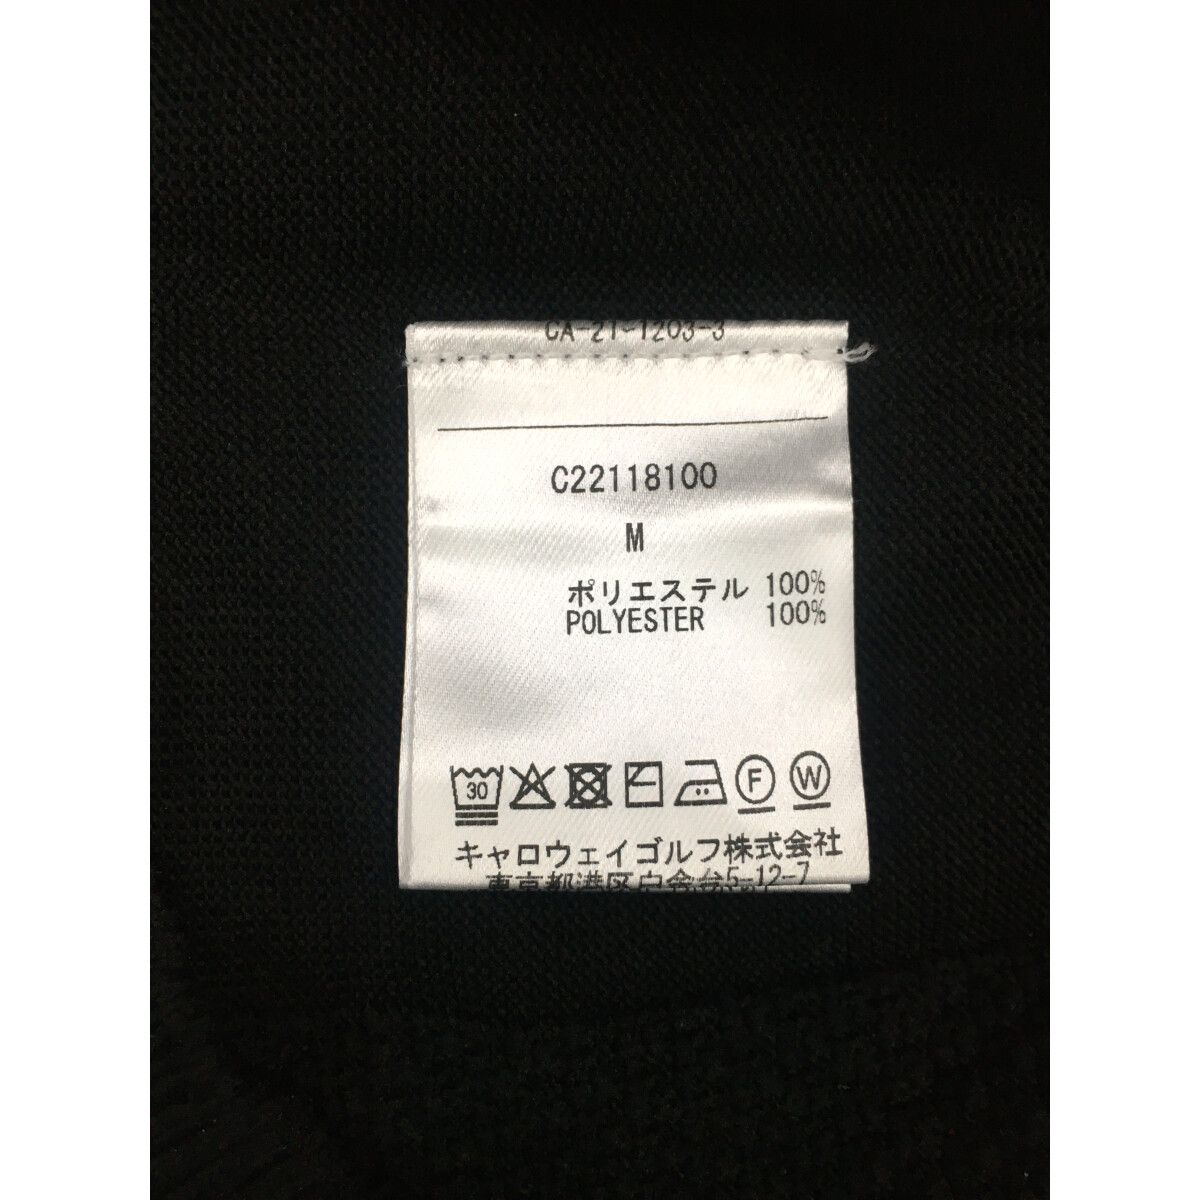 CA-21-1203-3
C22118100
M
ポリエステル 100%
POLYESTER 100%
30 F W
キャロウェイゴルフ株式会社
東京都港区白金台5-12-7